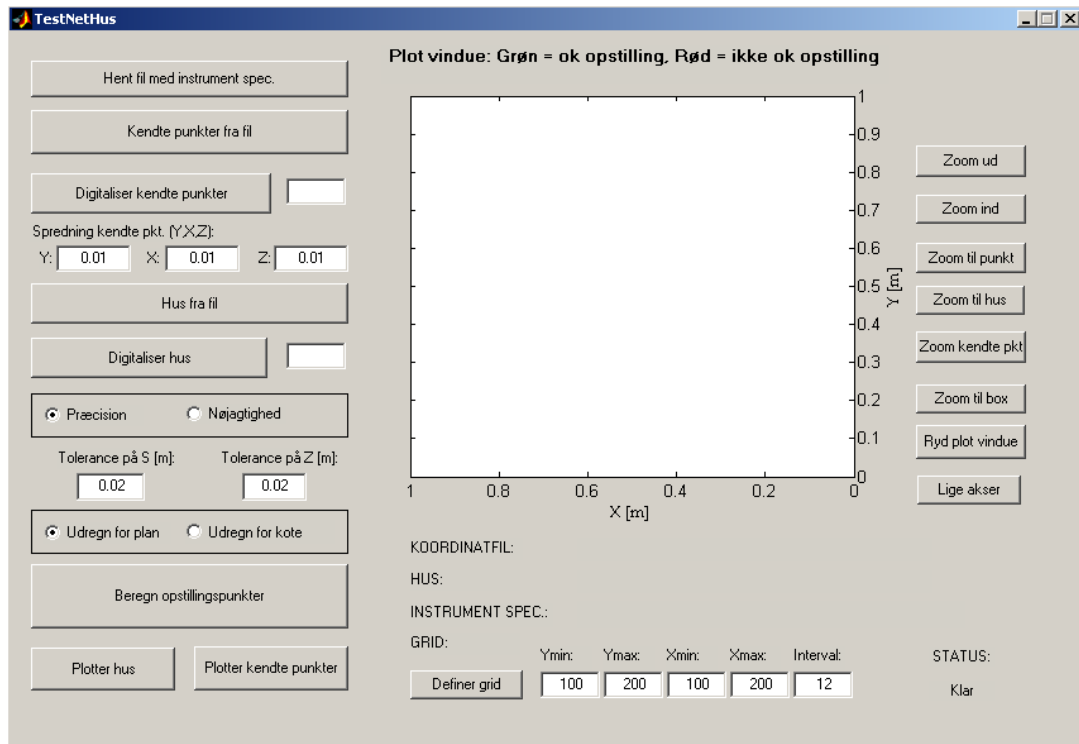 TestNetHus
Hent fil med instrument spec.
Kendte punkter fra fil
Digitaliser kendte punkter
Spredning kendte pkt. (Y,X,Z):
Y: 0.01 X: 0.01 Z: 0.01
Hus fra fil
Digitaliser hus
Præcision Nøjagtighed
Tolerance på S [m]: Tolerance på Z [m]:
0.02 0.02
Udregn for plan Udregn for kote
Beregn opstillingspunkter
Plotter hus Plotter kendte punkter
Plot vindue: Grøn = ok opstilling, Rød = ikke ok opstilling
1
0.9
0.8
0.7
0.6
0.5
0.4
0.3
0.2
0.1
0
Y [m]
1 0.8 0.6 0.4 0.2 0
X [m]
Zoom ud
Zoom ind
Zoom til punkt
Zoom til hus
Zoom kendte pkt
Zoom til box
Ryd plot vindue
Lige akser
KOORDINATFIL:
HUS:
INSTRUMENT SPEC.:
GRID:
Ymin: Ymax: Xmin: Xmax: Interval:
Definer grid 100 200 100 200 12
STATUS:
Klar